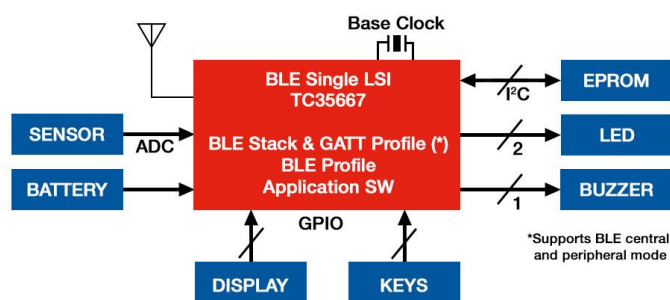 Base Clock
BLE Single LSI
TC35667
BLE Stack & GATT Profile (*)
BLE Profile
Application SW
SENSOR
ADC
BATTERY
I²C
EPROM
2
LED
1
BUZZER
GPIO
DISPLAY
KEYS
*Supports BLE central
and peripheral mode